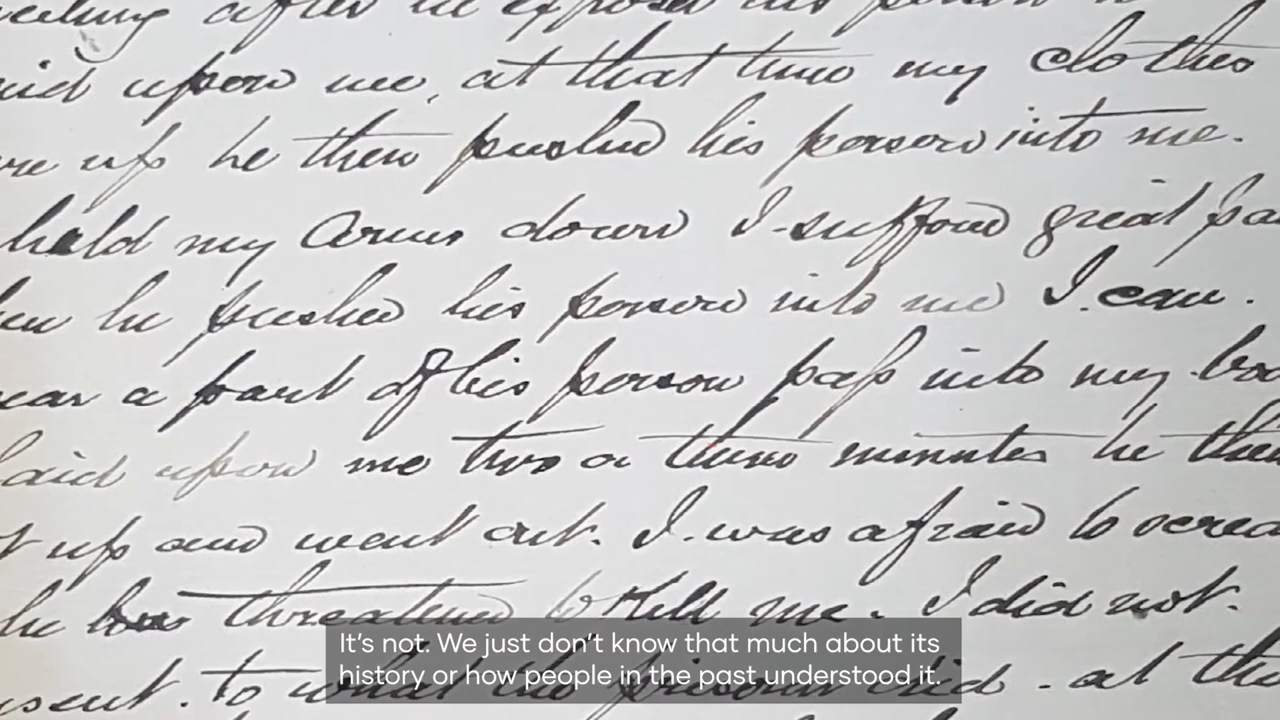 after he exposed his person
upon me, at that time my clothes
up he then pushed his person into me.
held my arms down I suffered great
he pushed his person into me I can.
a part of his person pass into my
laid upon me two or three minutes he then
up and went out. I was afraid to
he threatened to kill me. I did not.
to what the prisoner did. at the
It's not. We just don't know that much about its
history or how people in the past understood it.